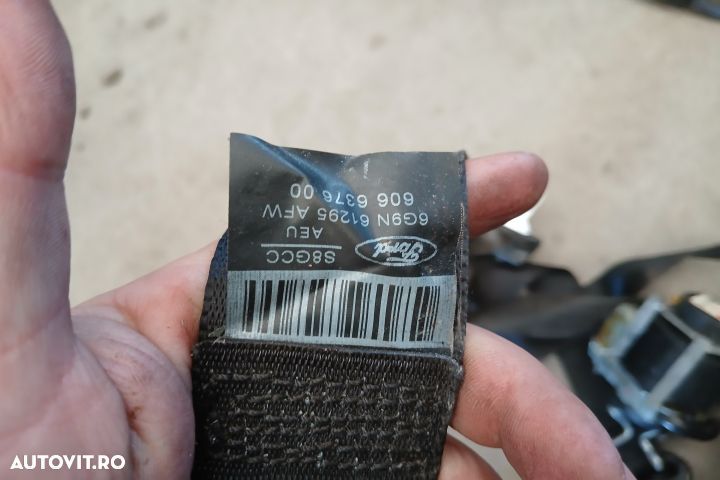 Ford
S8GCC
AEU
6G9N 61295 AFW
606 6376 00
AUTOVIT.RO